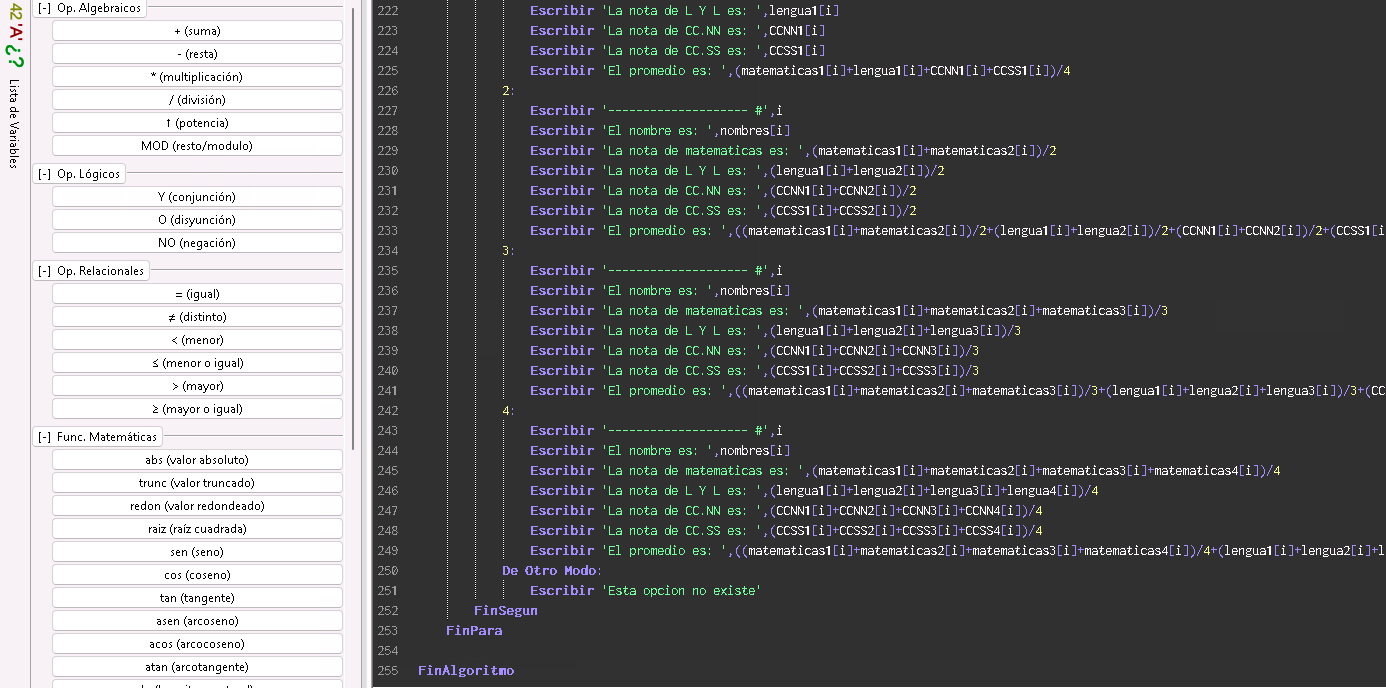 42 'A' ¿?
Lista de Variables
[-] Op. Algebraicos
+ (suma)
- (resta)
* (multiplicación)
/ (división)
↑ (potencia)
MOD (resto/modulo)
[-] Op. Lógicos
Y (conjunción)
O (disyunción)
NO (negación)
[-] Op. Relacionales
= (igual)
≠ (distinto)
< (menor)
≤ (menor o igual)
> (mayor)
≥ (mayor o igual)
[-] Func. Matemáticas
abs (valor absoluto)
trunc (valor truncado)
redon (valor redondeado)
raiz (raíz cuadrada)
sen (seno)
cos (coseno)
tan (tangente)
asen (arcoseno)
acos (arcocoseno)
atan (arcotangente)
222 Escribir 'La nota de L Y L es: ',lengua1[i]
223 Escribir 'La nota de CC.NN es: ',CCNN1[i]
224 Escribir 'La nota de CC.SS es: ',CCSS1[i]
225 Escribir 'El promedio es: ',(matematicas1[i]+lengua1[i]+CCNN1[i]+CCSS1[i])/4
226 2:
227 Escribir '-------------------- #',i
228 Escribir 'El nombre es: ',nombres[i]
229 Escribir 'La nota de matematicas es: ',(matematicas1[i]+matematicas2[i])/2
230 Escribir 'La nota de L Y L es: ',(lengua1[i]+lengua2[i])/2
231 Escribir 'La nota de CC.NN es: ',(CCNN1[i]+CCNN2[i])/2
232 Escribir 'La nota de CC.SS es: ',(CCSS1[i]+CCSS2[i])/2
233 Escribir 'El promedio es: ',((matematicas1[i]+matematicas2[i])/2+(lengua1[i]+lengua2[i])/2+(CCNN1[i]+CCNN2[i])/2+(CCSS1[i
234 3:
235 Escribir '-------------------- #',i
236 Escribir 'El nombre es: ',nombres[i]
237 Escribir 'La nota de matematicas es: ',(matematicas1[i]+matematicas2[i]+matematicas3[i])/3
238 Escribir 'La nota de L Y L es: ',(lengua1[i]+lengua2[i]+lengua3[i])/3
239 Escribir 'La nota de CC.NN es: ',(CCNN1[i]+CCNN2[i]+CCNN3[i])/3
240 Escribir 'La nota de CC.SS es: ',(CCSS1[i]+CCSS2[i]+CCSS3[i])/3
241 Escribir 'El promedio es: ',((matematicas1[i]+matematicas2[i]+matematicas3[i])/3+(lengua1[i]+lengua2[i]+lengua3[i])/3+(CC
242 4:
243 Escribir '-------------------- #',i
244 Escribir 'El nombre es: ',nombres[i]
245 Escribir 'La nota de matematicas es: ',(matematicas1[i]+matematicas2[i]+matematicas3[i]+matematicas4[i])/4
246 Escribir 'La nota de L Y L es: ',(lengua1[i]+lengua2[i]+lengua3[i]+lengua4[i])/4
247 Escribir 'La nota de CC.NN es: ',(CCNN1[i]+CCNN2[i]+CCNN3[i]+CCNN4[i])/4
248 Escribir 'La nota de CC.SS es: ',(CCSS1[i]+CCSS2[i]+CCSS3[i]+CCSS4[i])/4
249 Escribir 'El promedio es: ',((matematicas1[i]+matematicas2[i]+matematicas3[i]+matematicas4[i])/4+(lengua1[i]+lengua2[i]+l
250 De Otro Modo:
251 Escribir 'Esta opcion no existe'
252 FinSegun
253 FinPara
254
255 FinAlgoritmo